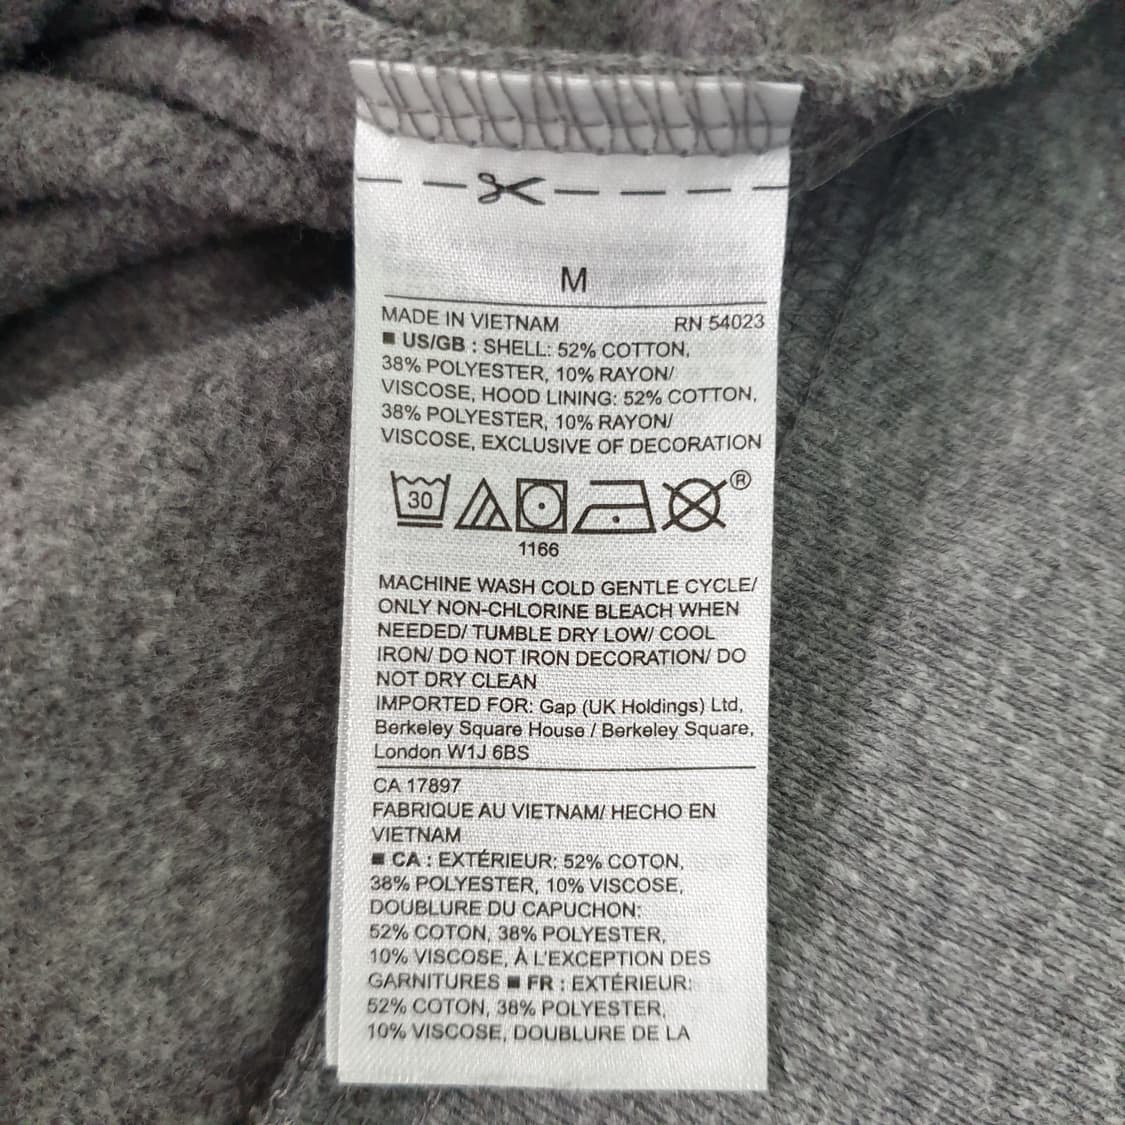 M
MADE IN VIETNAM RN 54023
■ US/GB : SHELL: 52% COTTON,
38% POLYESTER, 10% RAYON/
VISCOSE, HOOD LINING: 52% COTTON,
38% POLYESTER, 10% RAYON/
VISCOSE, EXCLUSIVE OF DECORATION
30 ®
1166
MACHINE WASH COLD GENTLE CYCLE/
ONLY NON-CHLORINE BLEACH WHEN
NEEDED/ TUMBLE DRY LOW/ COOL
IRON/ DO NOT IRON DECORATION/ DO
NOT DRY CLEAN
IMPORTED FOR: Gap (UK Holdings) Ltd,
Berkeley Square House / Berkeley Square,
London W1J 6BS
CA 17897
FABRIQUE AU VIETNAM/ HECHO EN
VIETNAM
■ CA : EXTÉRIEUR: 52% COTON,
38% POLYESTER, 10% VISCOSE,
DOUBLURE DU CAPUCHON:
52% COTON, 38% POLYESTER,
10% VISCOSE, À L'EXCEPTION DES
GARNITURES ■ FR : EXTÉRIEUR:
52% COTON, 38% POLYESTER,
10% VISCOSE, DOUBLURE DE LA